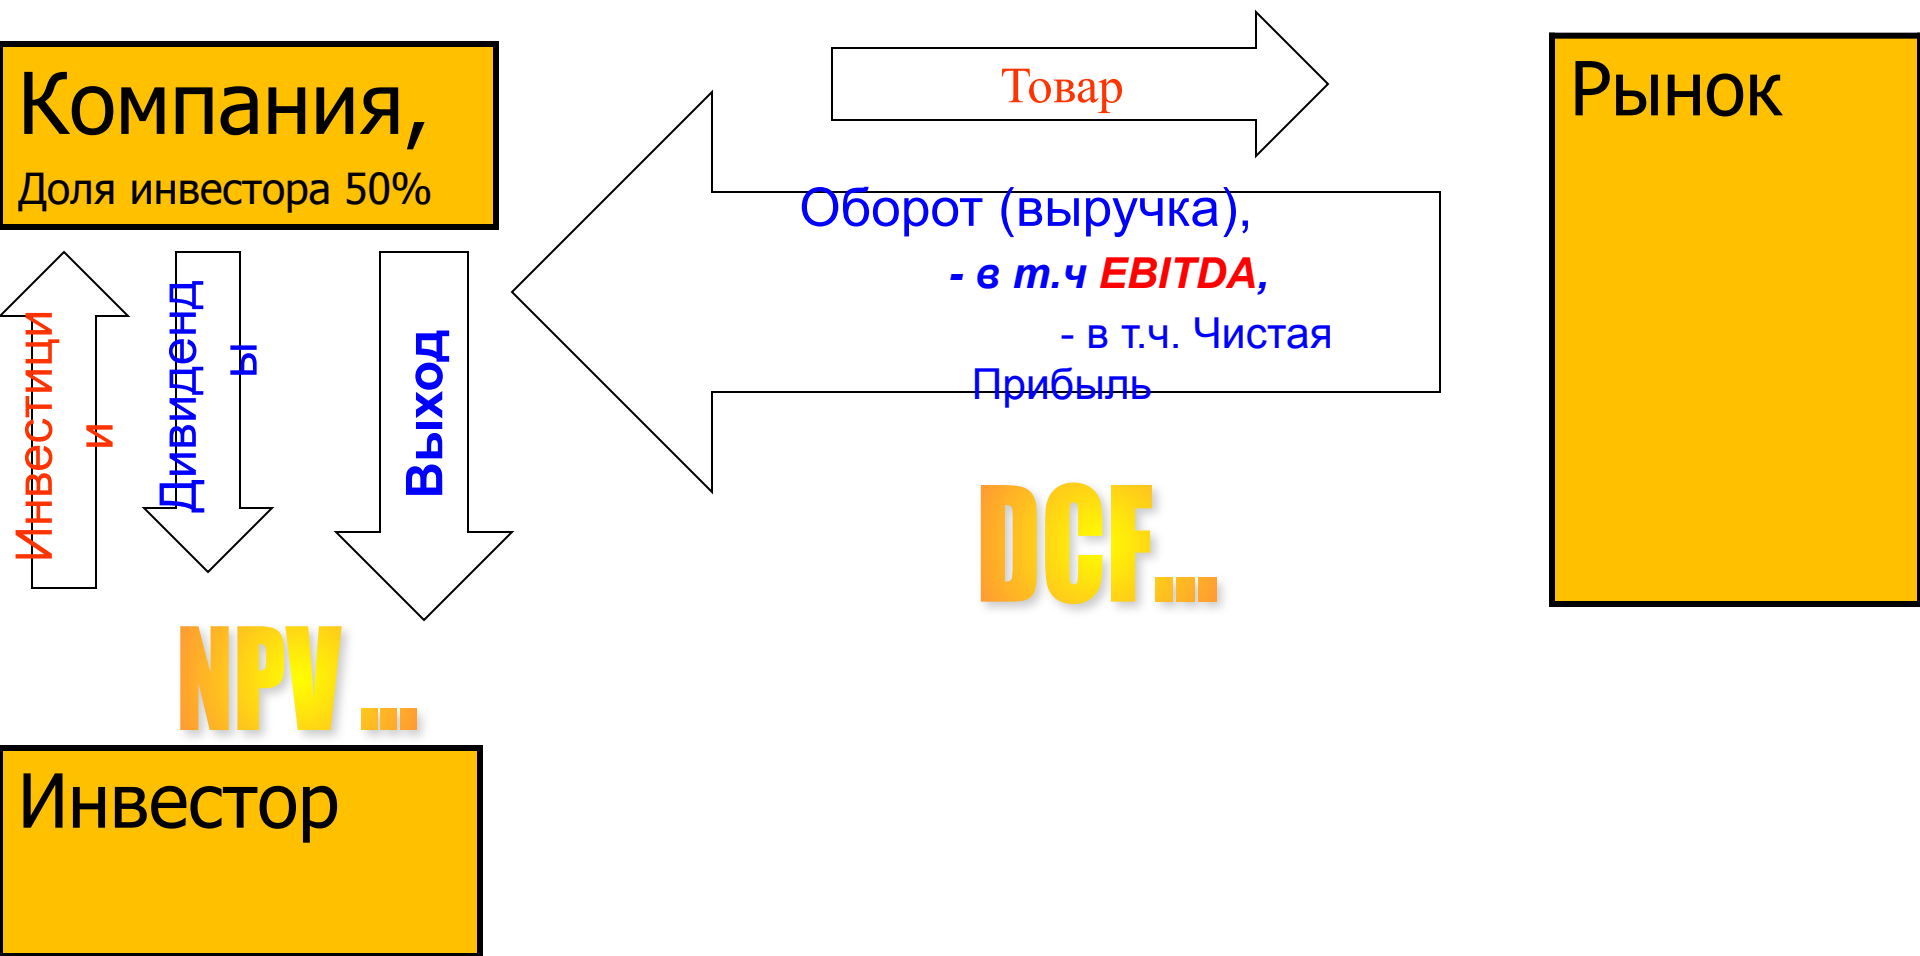 Компания,
Доля инвестора 50%
Товар
Рынок
Оборот (выручка),
- в т.ч EBITDA,
- в т.ч. Чистая
Прибыль
Инвестици
и
Дивиденд
ы
Выход
DCF...
NPV ...
Инвестор